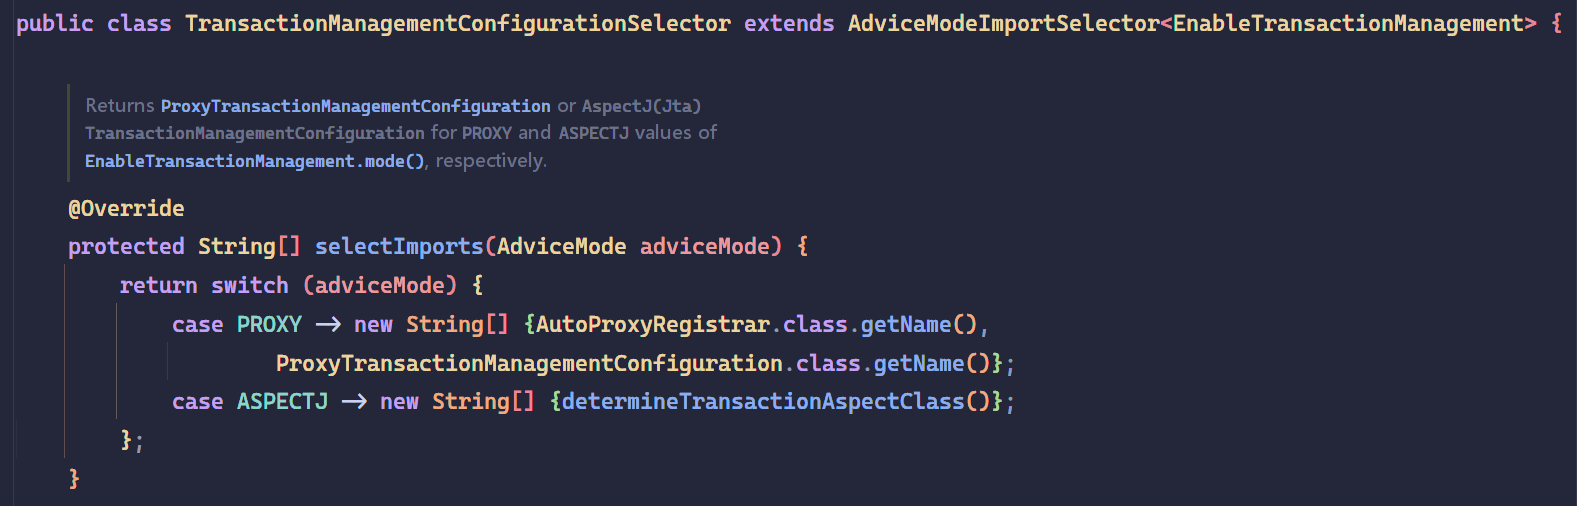 public class TransactionManagementConfigurationSelector extends AdviceModeImportSelector<EnableTransactionManagement> {
Returns ProxyTransactionManagementConfiguration or AspectJ(Jta)
TransactionManagementConfiguration for PROXY and ASPECTJ values of
EnableTransactionManagement.mode(), respectively.
@Override
protected String[] selectImports(AdviceMode adviceMode) {
return switch (adviceMode) {
case PROXY -> new String[] {AutoProxyRegistrar.class.getName(),
ProxyTransactionManagementConfiguration.class.getName()};
case ASPECTJ -> new String[] {determineTransactionAspectClass()};
};
}